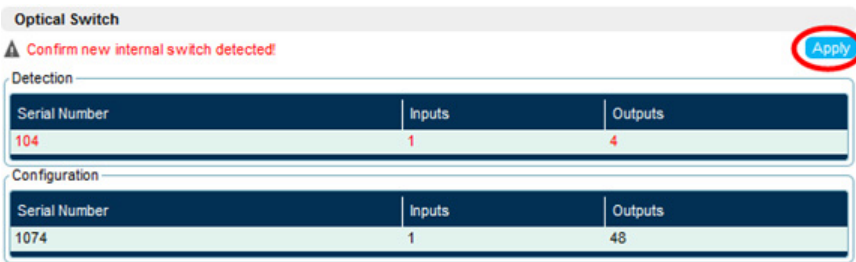 Optical Switch
Confirm new internal switch detected!
Apply
Detection
Serial Number Inputs Outputs
104 1 4
Configuration
Serial Number Inputs Outputs
1074 1 48